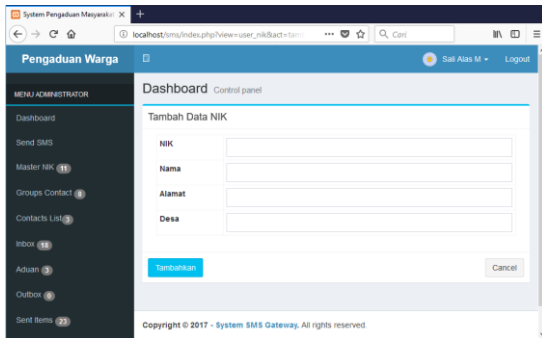 System Pengaduan Masyarakat
localhost/sms/index.php?view=user_nik&act=tam
Cari
Pengaduan Warga
Sali Alas M
Logout
MENU ADMINISTRATOR
Dashboard
Send SMS
Master NIK 11
Groups Contact 8
Contacts List 3
Inbox 18
Aduan 3
Outbox 0
Sent Items 23
Dashboard Control panel
Tambah Data NIK
NIK
Nama
Alamat
Desa
Tambahkan
Cancel
Copyright © 2017 - System SMS Gateway. All rights reserved.